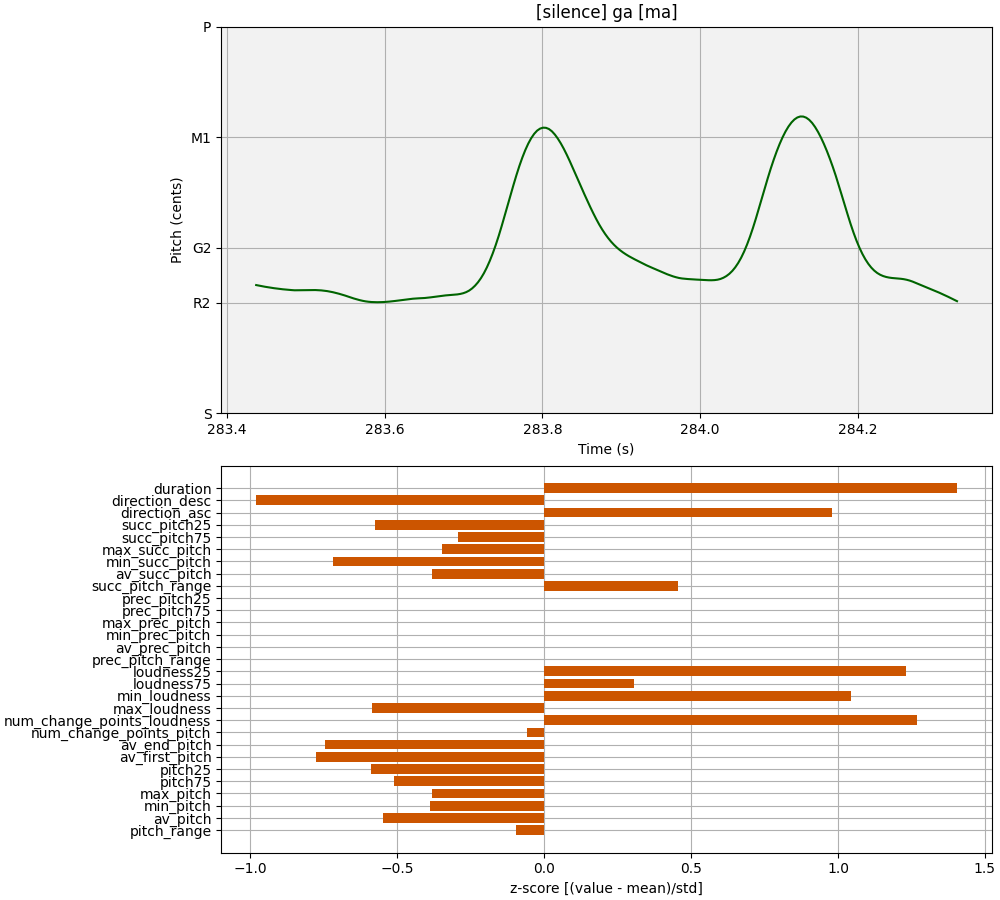 [silence] ga [ma]
P
M1
G2
R2
S
Pitch (cents)
283.4 283.6 283.8 284.0 284.2
Time (s)
duration
direction_desc
direction_asc
succ_pitch25
succ_pitch75
max_succ_pitch
min_succ_pitch
av_succ_pitch
succ_pitch_range
prec_pitch25
prec_pitch75
max_prec_pitch
min_prec_pitch
av_prec_pitch
prec_pitch_range
loudness25
loudness75
min_loudness
max_loudness
num_change_points_loudness
num_change_points_pitch
av_end_pitch
av_first_pitch
pitch25
pitch75
max_pitch
min_pitch
av_pitch
pitch_range
−1.0 −0.5 0.0 0.5 1.0 1.5
z-score [(value - mean)/std]